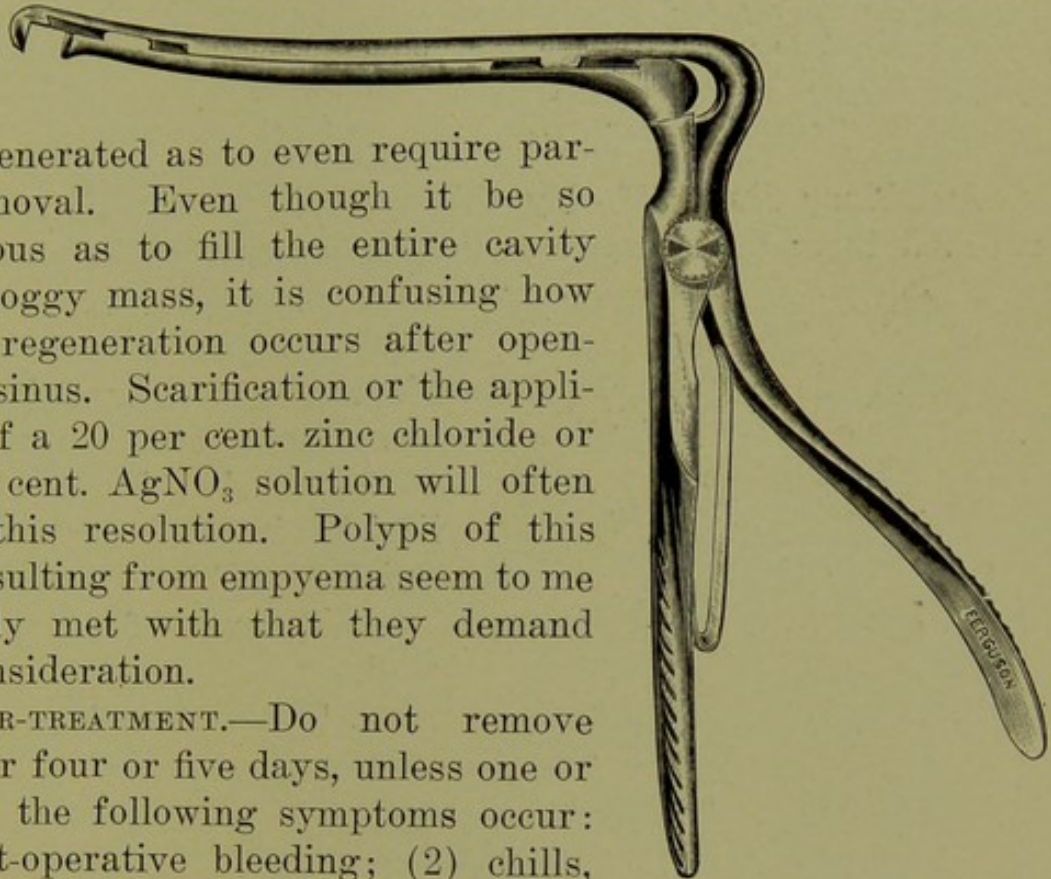 enerated as to even require par-
noval. Even though it be so
ous as to fill the entire cavity
oggy mass, it is confusing how
regeneration occurs after open-
sinus. Scarification or the appli-
f a 20 per cent. zinc chloride or
cent. AgNO₃ solution will often
this resolution. Polyps of this
sulting from empyema seem to me
y met with that they demand
nsideration.
R-TREATMENT.—Do not remove
r four or five days, unless one or
the following symptoms occur:
t-operative bleeding; (2) chills,
FERGUSON